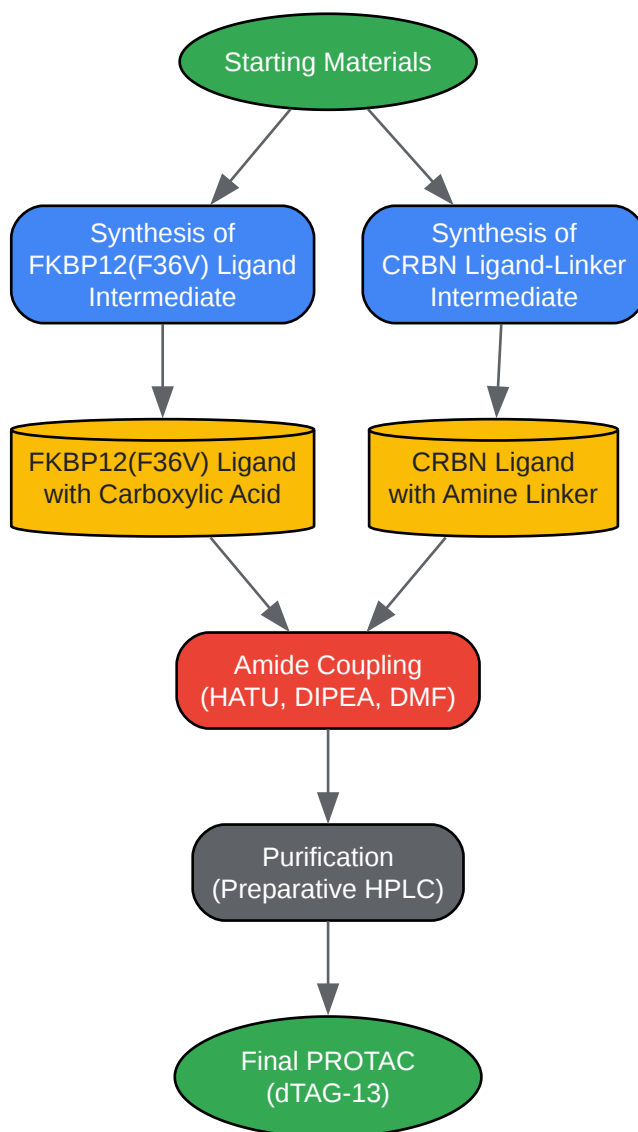 Starting Materials
Synthesis of
FKBP12(F36V) Ligand
Intermediate
Synthesis of
CRBN Ligand-Linker
Intermediate
FKBP12(F36V) Ligand
with Carboxylic Acid
CRBN Ligand
with Amine Linker
Amide Coupling
(HATU, DIPEA, DMF)
Purification
(Preparative HPLC)
Final PROTAC
(dTAG-13)